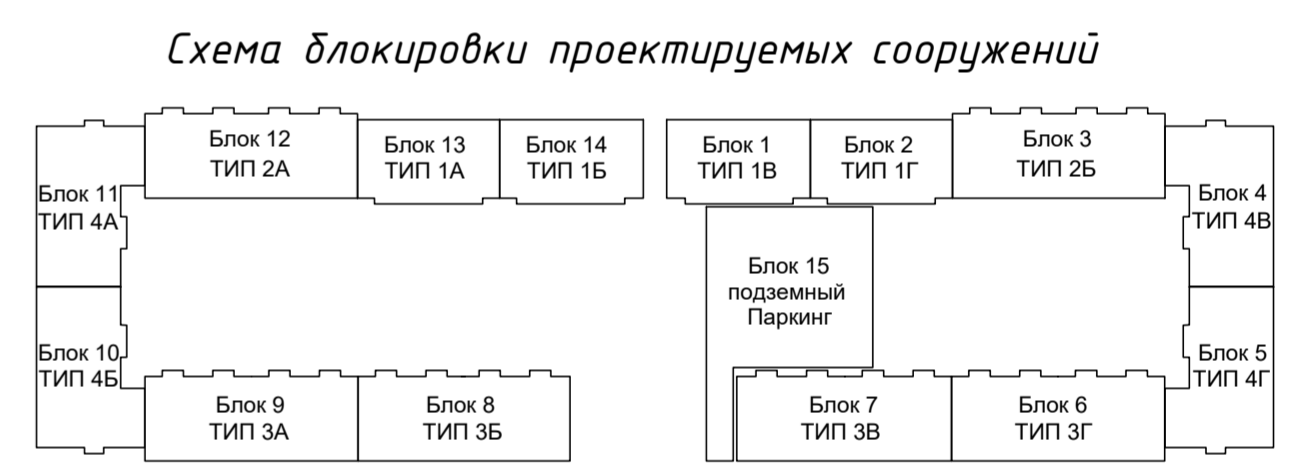 Схема блокировки проектируемых сооружений
Блок 12
ТИП 2А
Блок 13
ТИП 1А
Блок 14
ТИП 1Б
Блок 1
ТИП 1В
Блок 2
ТИП 1Г
Блок 3
ТИП 2Б
Блок 11
ТИП 4А
Блок 4
ТИП 4В
Блок 15
подземный
Паркинг
Блок 10
ТИП 4Б
Блок 5
ТИП 4Г
Блок 9
ТИП 3А
Блок 8
ТИП 3Б
Блок 7
ТИП 3В
Блок 6
ТИП 3Г